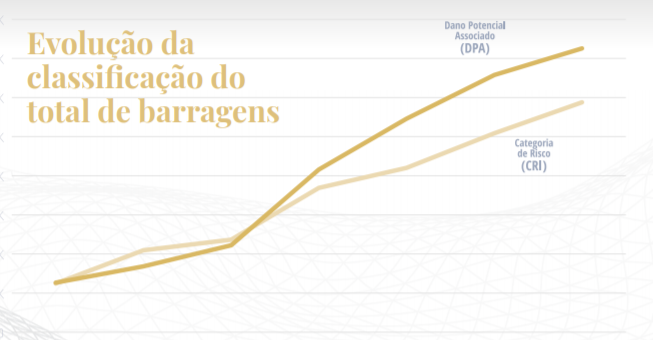 Evolução da
classificação do
total de barragens
Dano Potencial
Associado
(DPA)
Categoria
de Risco
(CRI)